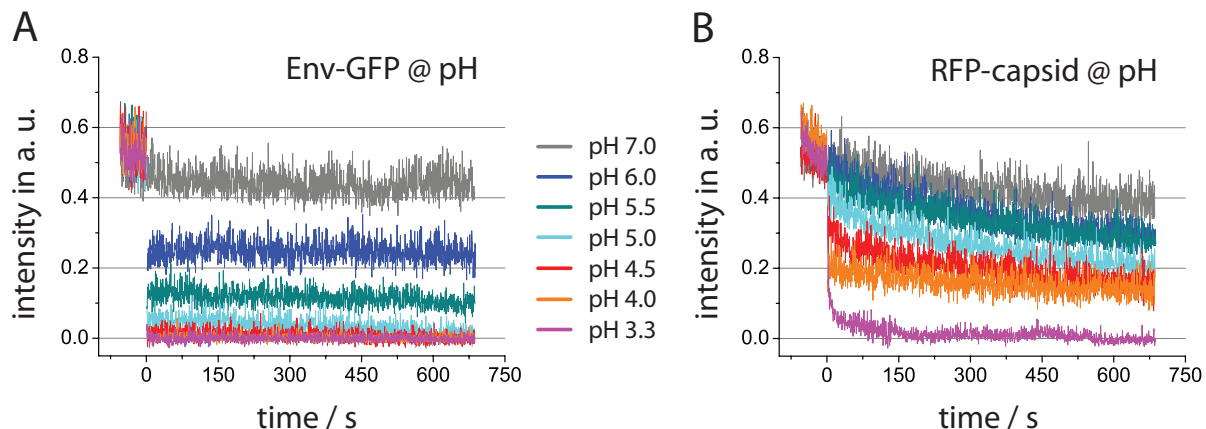 A
Env-GFP @ pH
intensity in a. u.
0.8
0.6
0.4
0.2
0.0
0
150
300
450
600
750
time / s
pH 7.0
pH 6.0
pH 5.5
pH 5.0
pH 4.5
pH 4.0
pH 3.3
B
RFP-capsid @ pH
intensity in a. u.
0.8
0.6
0.4
0.2
0.0
0
150
300
450
600
750
time / s